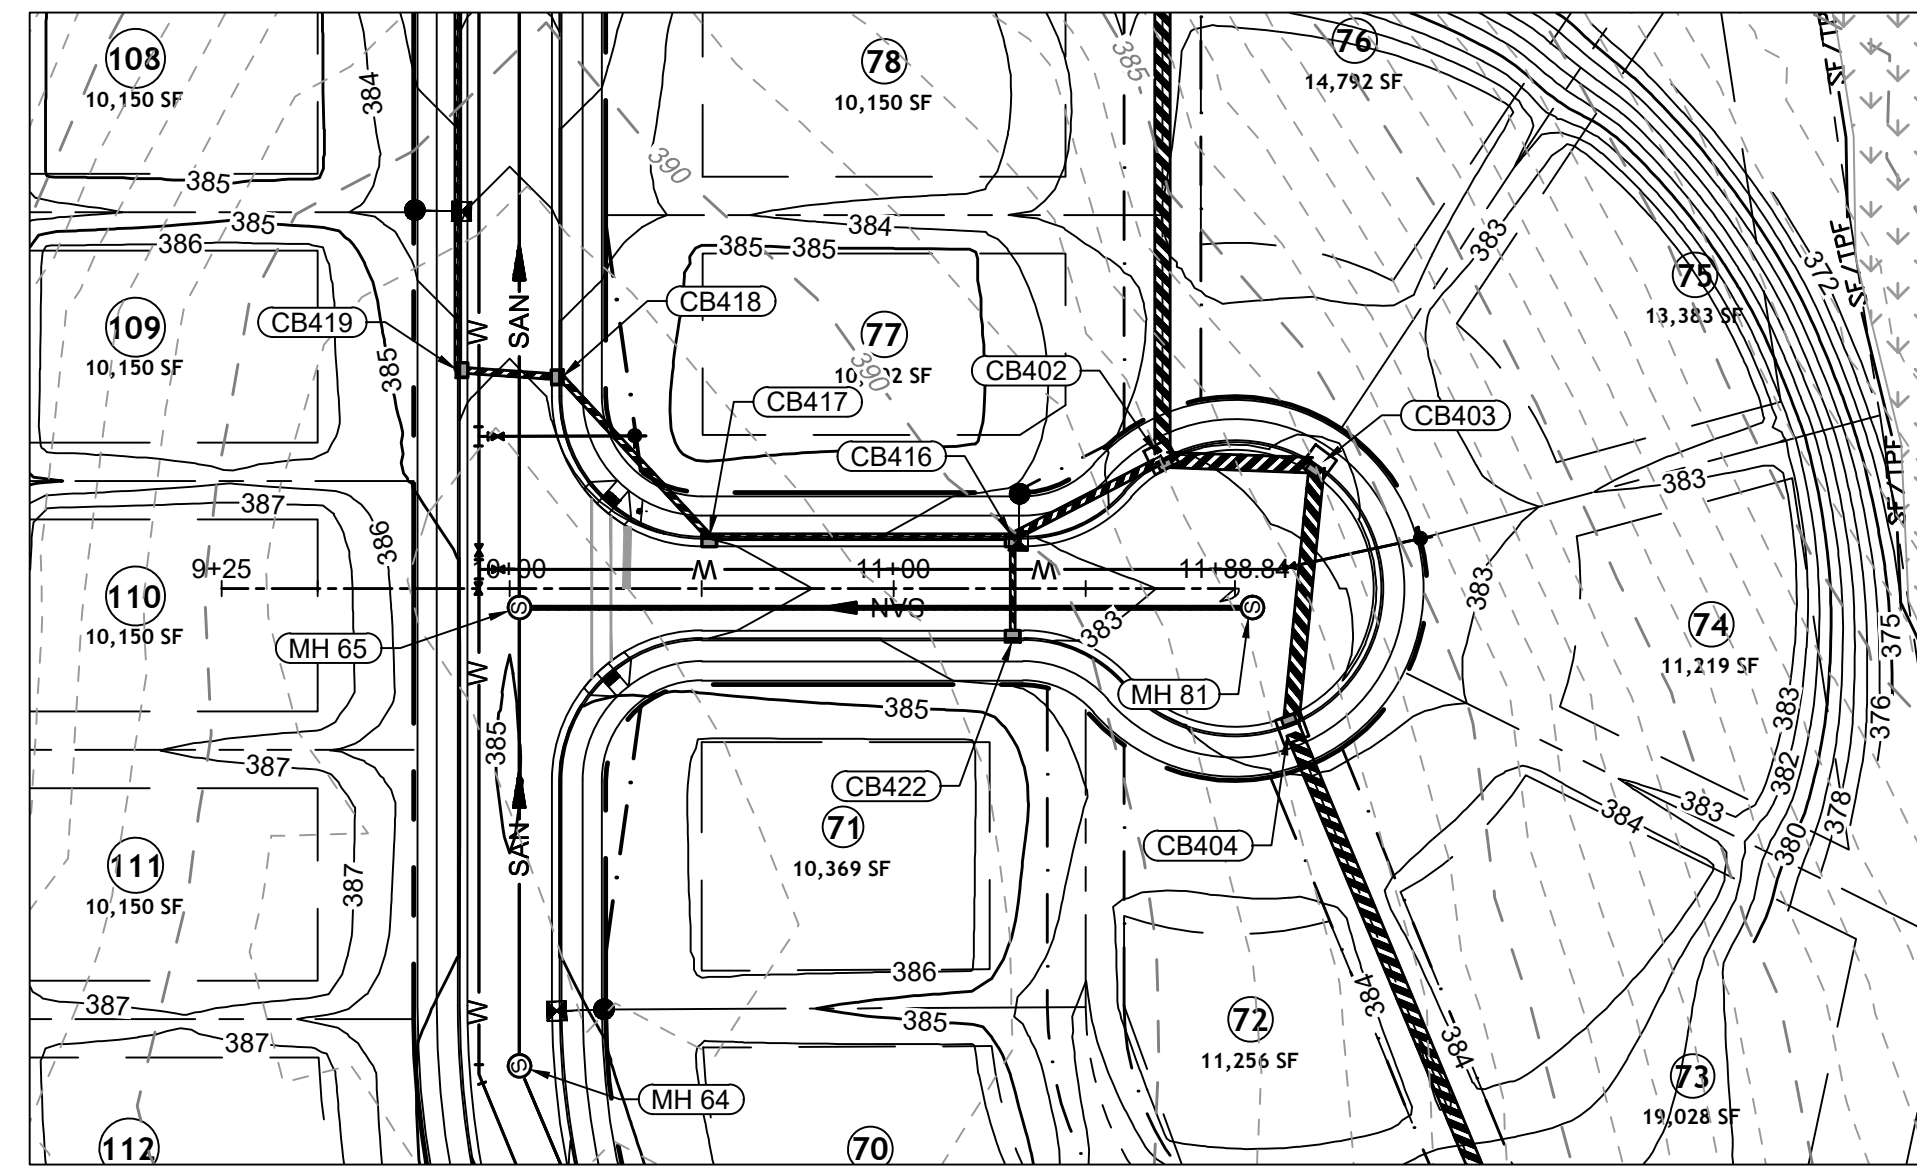 108
10,150 SF
384
78
10,150 SF
385
76
14,792 SF
SF/TPF
390
385
385
386
384
385
385
383
75
13,383 SF
372
SF/TPF
109
10,150 SF
CB419
SAN
W
CB418
77
390
CB402
385
CB417
CB403
CB416
383
SF/TPF
387
386
9+25
W
11+00
W
11+88.84
110
10,150 SF
SAN
383
383
74
11,219 SF
375
MH 65
W
MH 81
385
385
383
376
387
CB422
382
71
10,369 SF
383
384
378
SAN
CB404
380
111
10,150 SF
387
386
384
387
W
385
72
11,256 SF
384
387
73
19,028 SF
MH 64
112
70
S
S
S